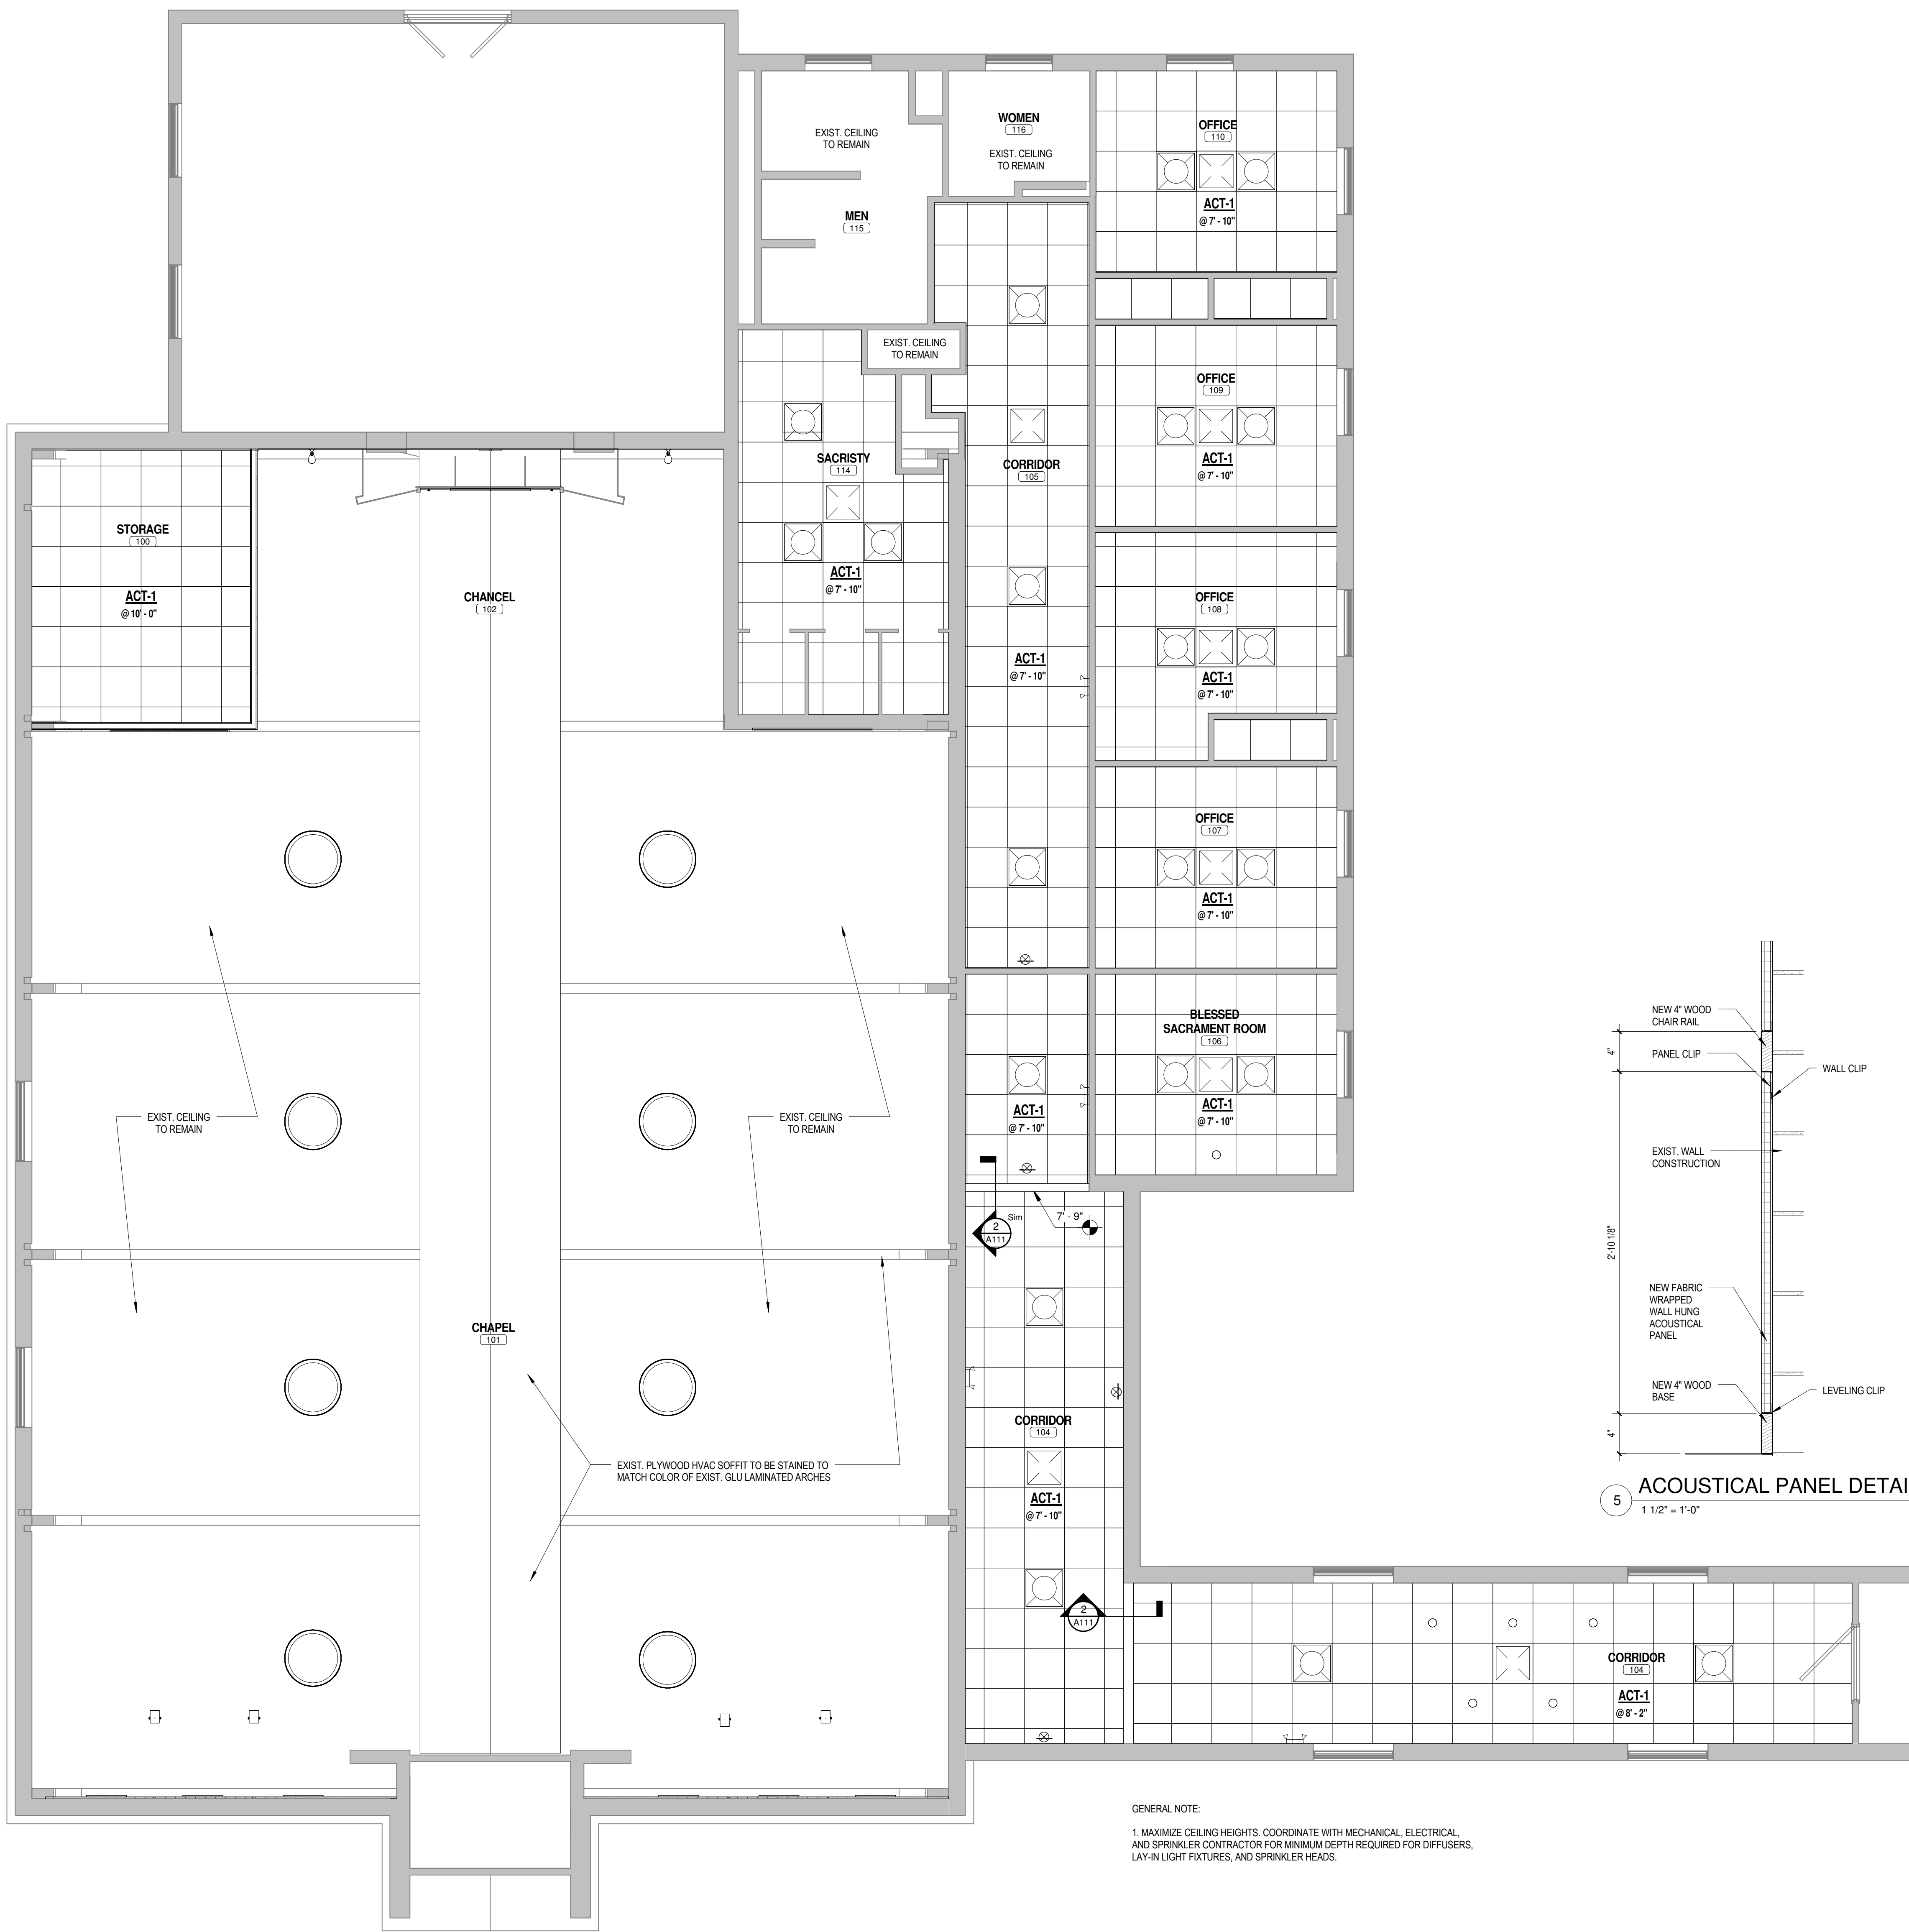 EXIST. CEILING
TO REMAIN
WOMEN
116
EXIST. CEILING
TO REMAIN
OFFICE
110
ACT-1
@ 7' - 10"
MEN
115
EXIST. CEILING
TO REMAIN
OFFICE
109
ACT-1
@ 7' - 10"
SACRISTY
114
ACT-1
@ 7' - 10"
CORRIDOR
105
ACT-1
@ 7' - 10"
STORAGE
100
ACT-1
@ 10' - 0"
CHANCEL
102
OFFICE
108
ACT-1
@ 7' - 10"
OFFICE
107
ACT-1
@ 7' - 10"
BLESSED
SACRAMENT ROOM
106
ACT-1
@ 7' - 10"
ACT-1
@ 7' - 10"
EXIST. CEILING
TO REMAIN
EXIST. CEILING
TO REMAIN
2
A111
Sim
7' - 9"
CHAPEL
101
EXIST. PLYWOOD HVAC SOFFIT TO BE STAINED TO
MATCH COLOR OF EXIST. GLU LAMINATED ARCHES
CORRIDOR
104
ACT-1
@ 7' - 10"
2
A111
CORRIDOR
104
ACT-1
@ 8' - 2"
NEW 4" WOOD
CHAIR RAIL
4"
PANEL CLIP
WALL CLIP
EXIST. WALL
CONSTRUCTION
2'-10 1/8"
NEW FABRIC
WRAPPED
WALL HUNG
ACOUSTICAL
PANEL
NEW 4" WOOD
BASE
LEVELING CLIP
4"
5
ACOUSTICAL PANEL DETAI
1 1/2" = 1'-0"
GENERAL NOTE:
1. MAXIMIZE CEILING HEIGHTS. COORDINATE WITH MECHANICAL, ELECTRICAL,
AND SPRINKLER CONTRACTOR FOR MINIMUM DEPTH REQUIRED FOR DIFFUSERS,
LAY-IN LIGHT FIXTURES, AND SPRINKLER HEADS.